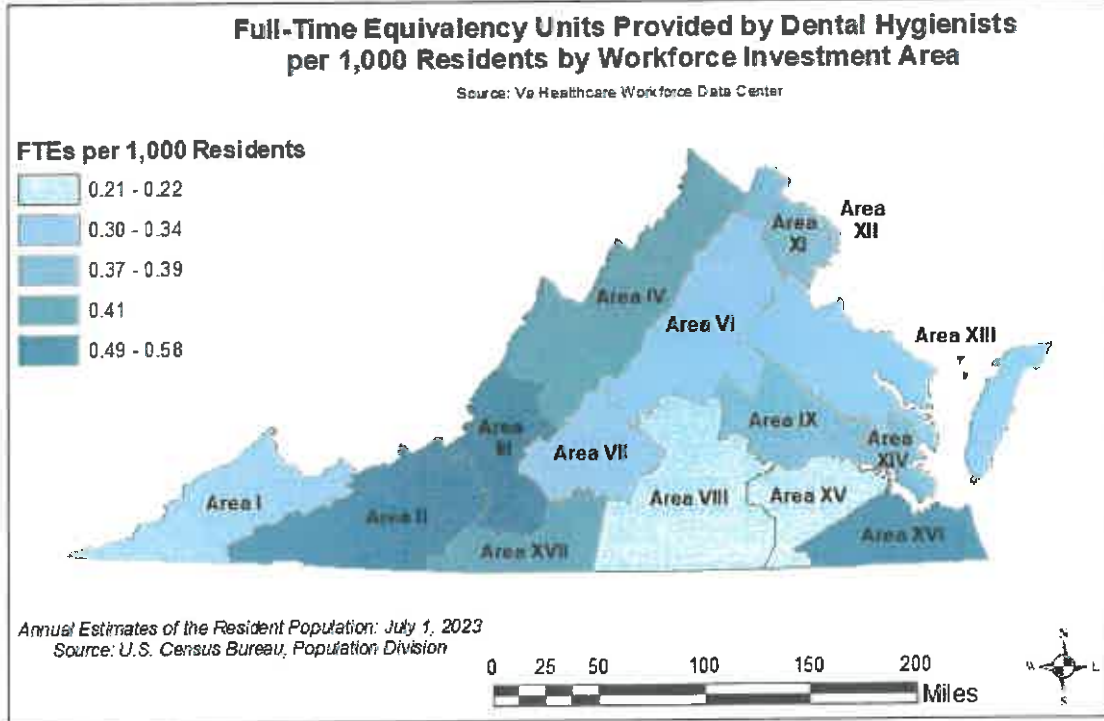 Full-Time Equivalency Units Provided by Dental Hygienists
per 1,000 Residents by Workforce Investment Area
Source: Va Healthcare Workforce Data Center
FTEs per 1,000 Residents
0.21 - 0.22
0.30 - 0.34
0.37 - 0.39
0.41
0.49 - 0.58
Area
XII
Area
XI
Area IV
Area VI
Area XIII
Area IX
Area
III
Area VII
Area
XIV
Area I
Area VIII
Area XV
Area II
Area XVI
Area XVII
Annual Estimates of the Resident Population: July 1, 2023
Source: U.S. Census Bureau, Population Division
0 25 50 100 150 200
Miles
N
W
S